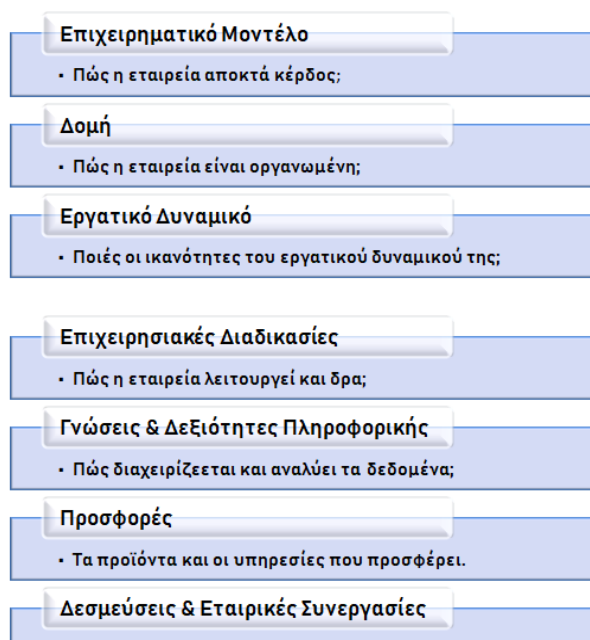 Επιχειρηματικό Μοντέλο
▪ Πώς η εταιρεία αποκτά κέρδος;
Δομή
▪ Πώς η εταιρεία είναι οργανωμένη;
Εργατικό Δυναμικό
▪ Ποιές οι ικανότητες του εργατικού δυναμικού της;
Επιχειρησιακές Διαδικασίες
▪ Πώς η εταιρεία λειτουργεί και δρα;
Γνώσεις & Δεξιότητες Πληροφορικής
▪ Πώς διαχειρίζεεται και αναλύει τα δεδομένα;
Προσφορές
▪ Τα προϊόντα και οι υπηρεσίες που προσφέρει.
Δεσμεύσεις & Εταιρικές Συνεργασίες